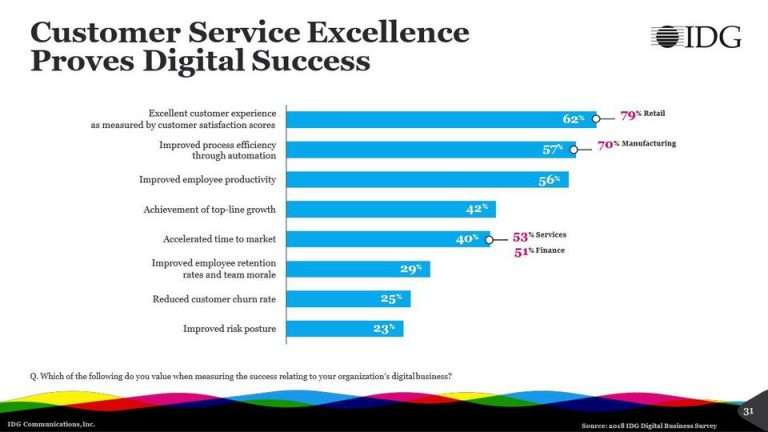 Customer Service Excellence
Proves Digital Success
IDG
Excellent customer experience
as measured by customer satisfaction scores
62%
79% Retail
Improved process efficiency
through automation
57%
70% Manufacturing
Improved employee productivity
56%
Achievement of top-line growth
42%
Accelerated time to market
40%
53% Services
51% Finance
Improved employee retention
rates and team morale
29%
Reduced customer churn rate
25%
Improved risk posture
23%
Q. Which of the following do you value when measuring the success relating to your organization's digital business?
31
IDG Communications, Inc.
Source: 2018 IDG Digital Business Survey